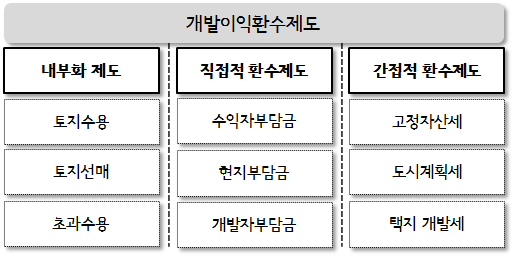 개발이익환수제도
내부화 제도 직접적 환수제도 간접적 환수제도
토지수용 수익자부담금 고정자산세
토지선매 현지부담금 도시계획세
초과수용 개발자부담금 택지 개발세